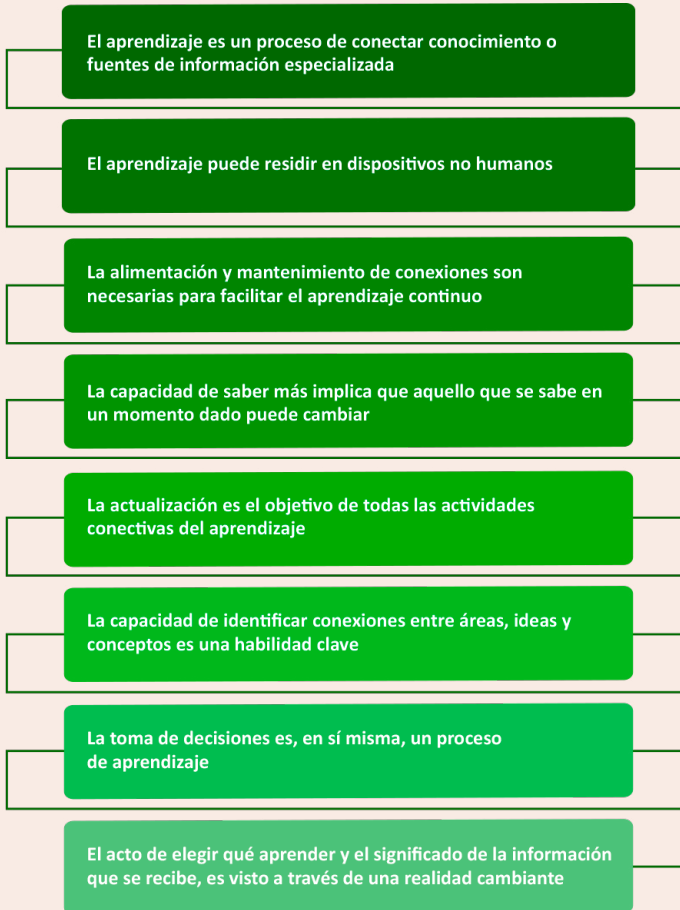 El aprendizaje es un proceso de conectar conocimiento o
fuentes de información especializada
El aprendizaje puede residir en dispositivos no humanos
La alimentación y mantenimiento de conexiones son
necesarias para facilitar el aprendizaje continuo
La capacidad de saber más implica que aquello que se sabe en
un momento dado puede cambiar
La actualización es el objetivo de todas las actividades
conectivas del aprendizaje
La capacidad de identificar conexiones entre áreas, ideas y
conceptos es una habilidad clave
La toma de decisiones es, en sí misma, un proceso
de aprendizaje
El acto de elegir qué aprender y el significado de la información
que se recibe, es visto a través de una realidad cambiante